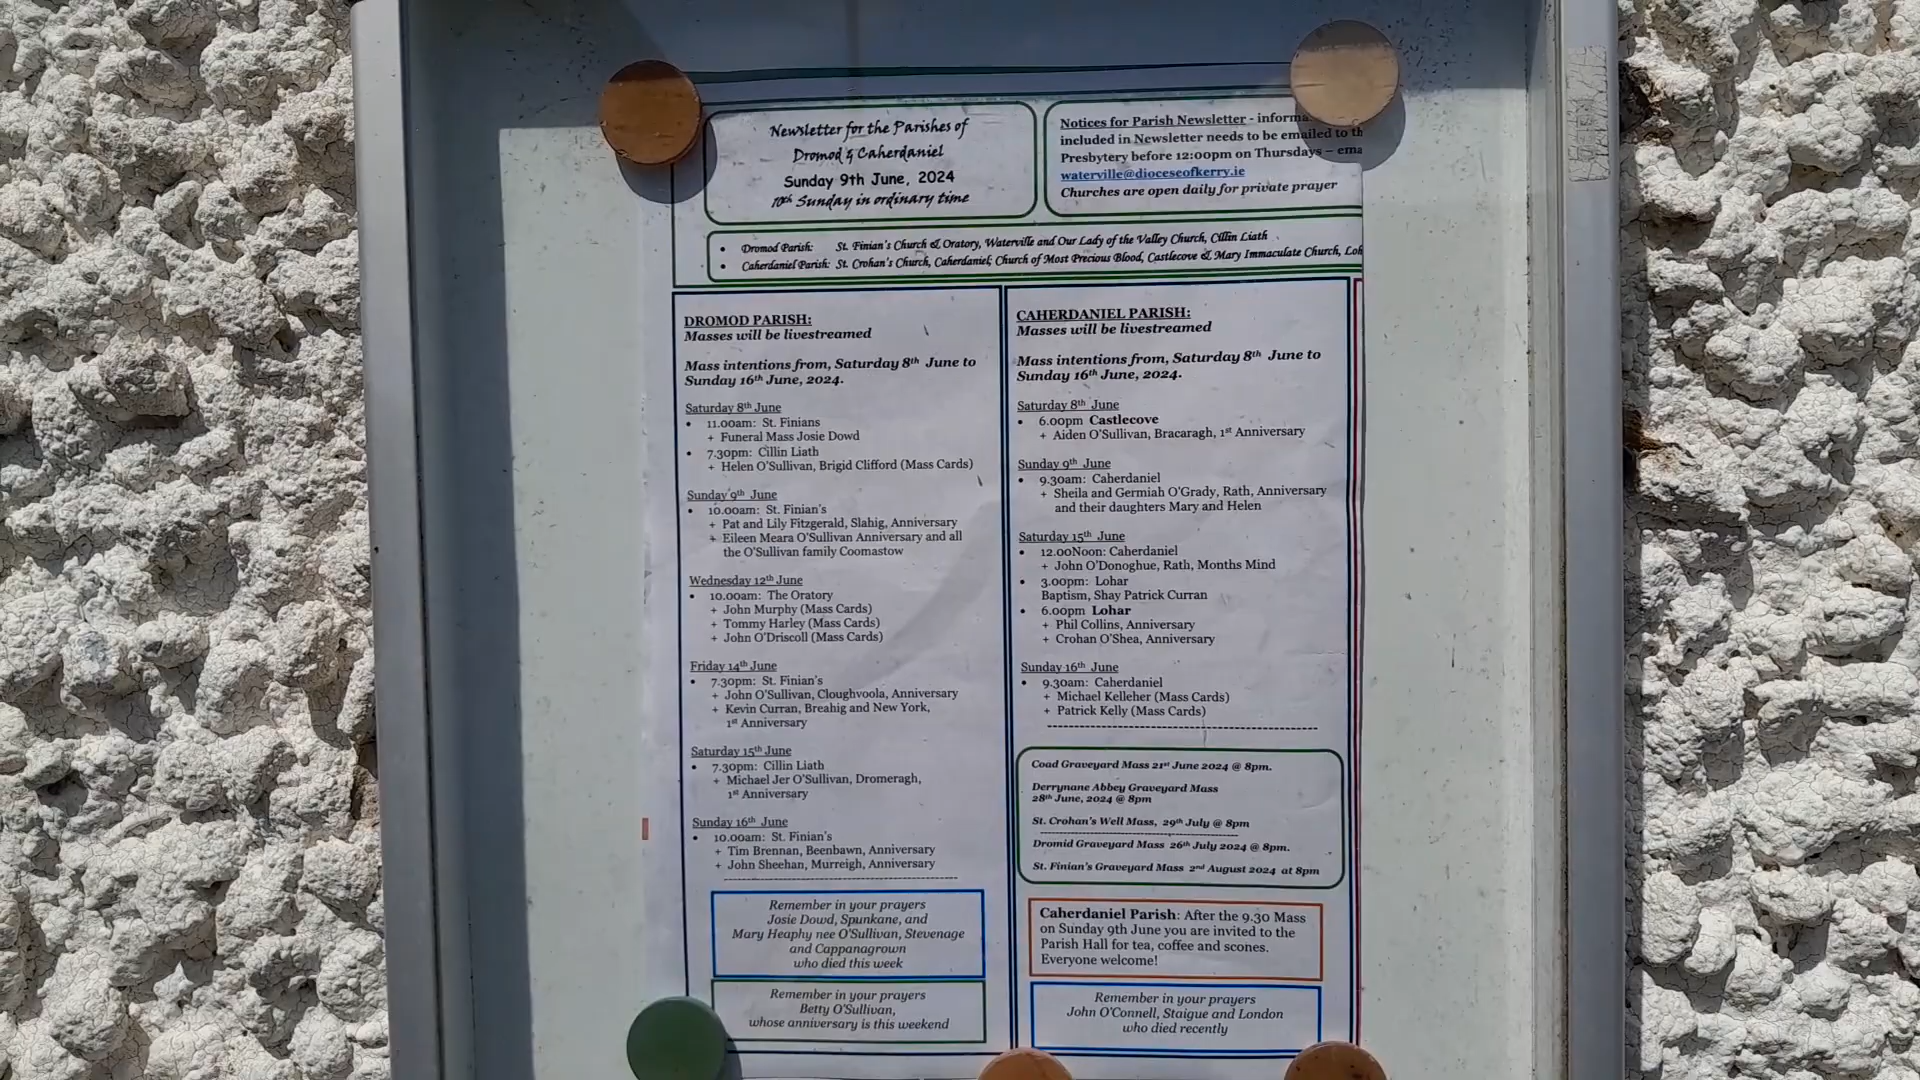 Newsletter for the Parishes of
Dromod & Caherdaniel
Sunday 9th June, 2024
10th Sunday in ordinary time
Notices for Parish Newsletter - informa
included in Newsletter needs to be emailed to th
Presbytery before 12:00pm on Thursdays – ema
waterville@dioceseofkerry.ie
Churches are open daily for private prayer
• Dromod Parish: St. Finian's Church & Oratory, Waterville and Our Lady of the Valley Church, Cillin Liath
• Caherdaniel Parish: St. Crohan's Church, Caherdaniel; Church of Most Precious Blood, Castlecove & Mary Immaculate Church, Loh
DROMOD PARISH:
Masses will be livestreamed
Mass intentions from, Saturday 8th June to
Sunday 16th June, 2024.
Saturday 8th June
• 11.00am: St. Finians
+ Funeral Mass Josie Dowd
• 7.30pm: Cillin Liath
+ Helen O'Sullivan, Brigid Clifford (Mass Cards)
Sunday 9th June
• 10.00am: St. Finian's
+ Pat and Lily Fitzgerald, Slahig, Anniversary
+ Eileen Meara O'Sullivan Anniversary and all
the O'Sullivan family Coomastow
Wednesday 12th June
• 10.00am: The Oratory
+ John Murphy (Mass Cards)
+ Tommy Harley (Mass Cards)
+ John O'Driscoll (Mass Cards)
Friday 14th June
• 7.30pm: St. Finian's
+ John O'Sullivan, Cloughvoola, Anniversary
+ Kevin Curran, Breahig and New York,
1st Anniversary
Saturday 15th June
• 7.30pm: Cillin Liath
+ Michael Jer O'Sullivan, Dromeragh,
1st Anniversary
Sunday 16th June
• 10.00am: St. Finian's
+ Tim Brennan, Beenbawn, Anniversary
+ John Sheehan, Murreigh, Anniversary
Remember in your prayers
Josie Dowd, Spunkane, and
Mary Heaphy nee O'Sullivan, Stevenage
and Cappanagrown
who died this week
Remember in your prayers
Betty O'Sullivan,
whose anniversary is this weekend
CAHERDANIEL PARISH:
Masses will be livestreamed
Mass intentions from, Saturday 8th June to
Sunday 16th June, 2024.
Saturday 8th June
• 6.00pm Castlecove
+ Aiden O'Sullivan, Bracaragh, 1st Anniversary
Sunday 9th June
• 9.30am: Caherdaniel
+ Sheila and Germiah O'Grady, Rath, Anniversary
and their daughters Mary and Helen
Saturday 15th June
• 12.00Noon: Caherdaniel
+ John O'Donoghue, Rath, Months Mind
• 3.00pm: Lohar
Baptism, Shay Patrick Curran
• 6.00pm Lohar
+ Phil Collins, Anniversary
+ Crohan O'Shea, Anniversary
Sunday 16th June
• 9.30am: Caherdaniel
+ Michael Kelleher (Mass Cards)
+ Patrick Kelly (Mass Cards)
Coad Graveyard Mass 21st June 2024 @ 8pm.
Derrynane Abbey Graveyard Mass
28th June, 2024 @ 8pm
St. Crohan's Well Mass, 29th July @ 8pm
Dromid Graveyard Mass 26th July 2024 @ 8pm.
St. Finian's Graveyard Mass 2nd August 2024 at 8pm
Caherdaniel Parish: After the 9.30 Mass
on Sunday 9th June you are invited to the
Parish Hall for tea, coffee and scones.
Everyone welcome!
Remember in your prayers
John O'Connell, Staigue and London
who died recently